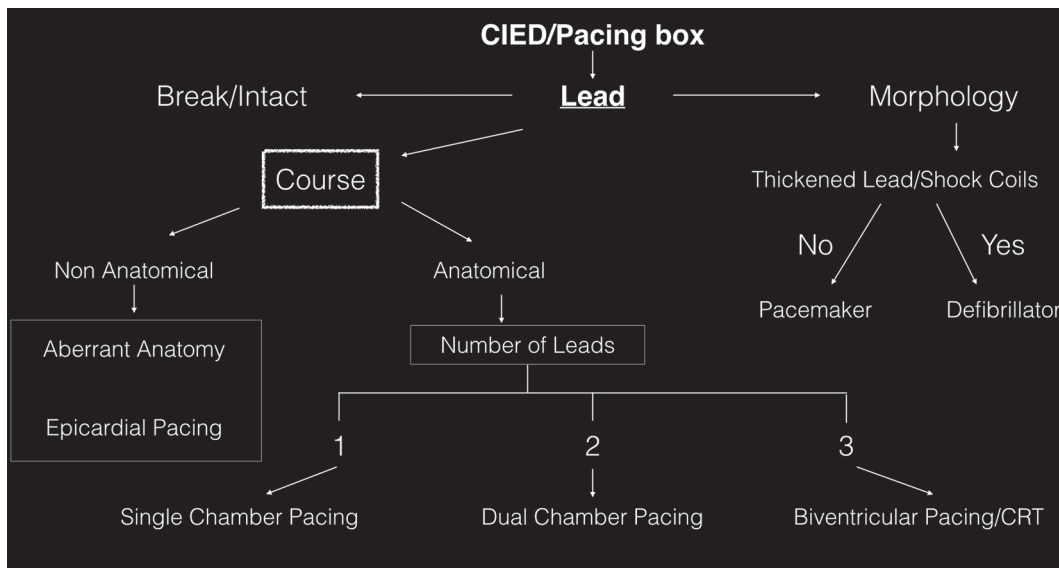 CIED/Pacing box
Break/Intact
Lead
Morphology
Course
Thickened Lead/Shock Coils
No
Yes
Non Anatomical
Anatomical
Pacemaker
Defibrillator
Aberrant Anatomy
Number of Leads
Epicardial Pacing
1
2
3
Single Chamber Pacing
Dual Chamber Pacing
Biventricular Pacing/CRT